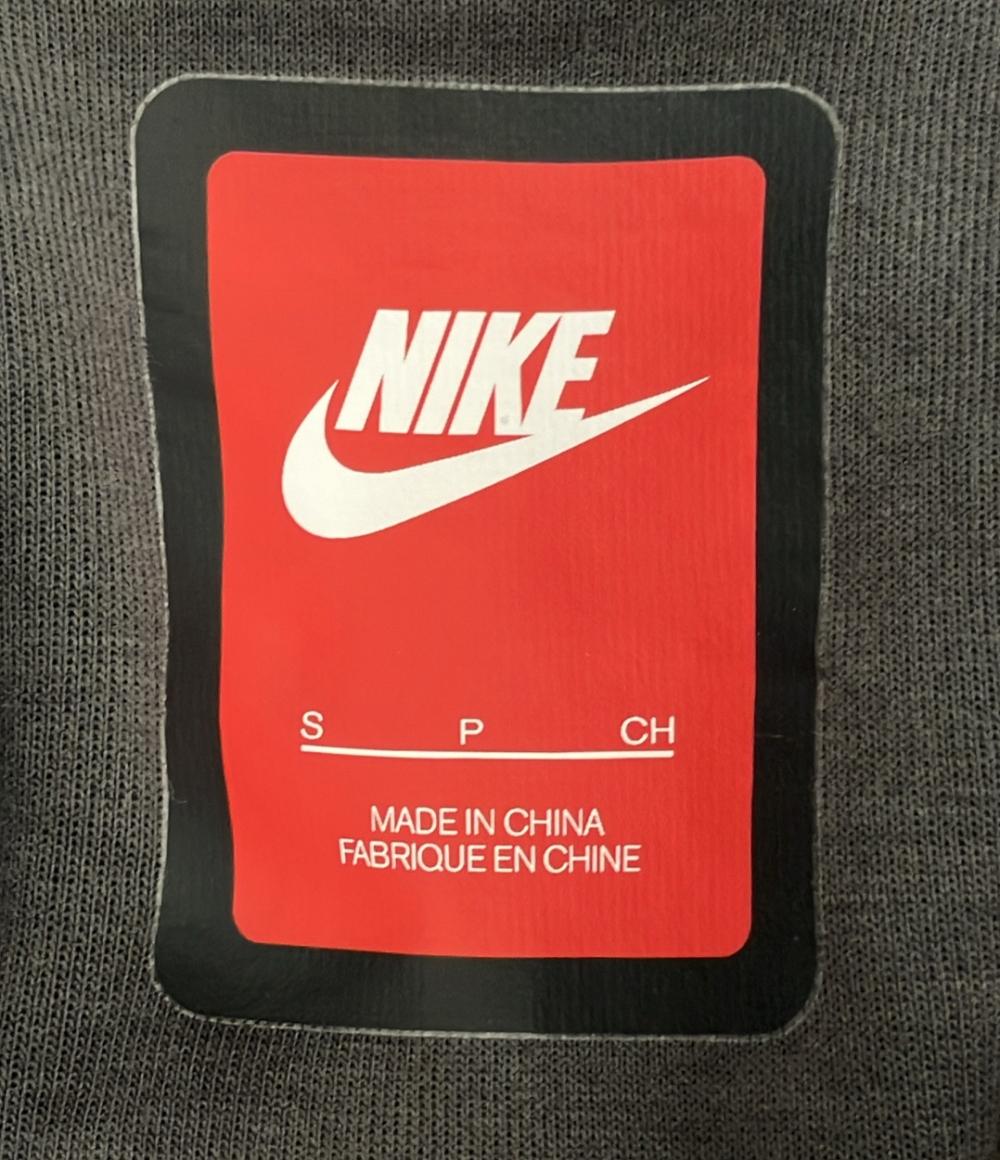 NIKE
S P CH
MADE IN CHINA
FABRIQUE EN CHINE